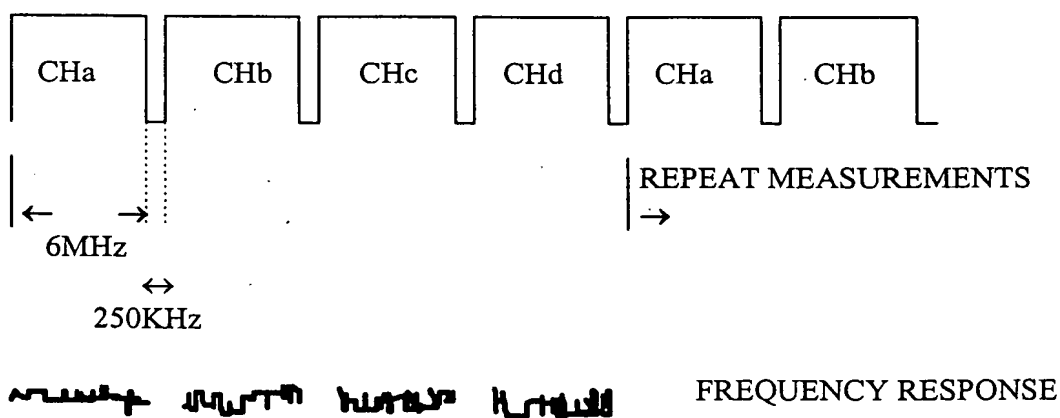 CHa CHb CHc CHd CHa CHb
REPEAT MEASUREMENTS
6MHz
250KHz
FREQUENCY RESPONSE